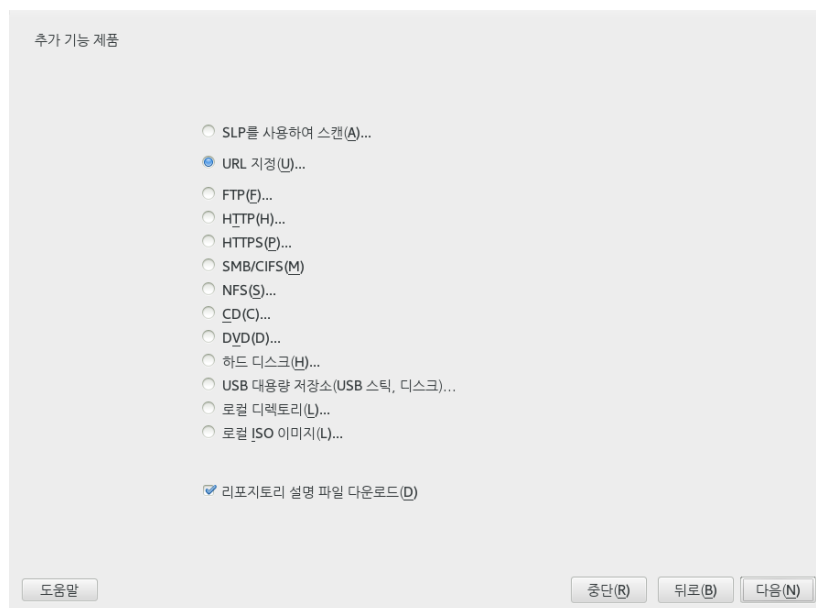 추가 기능 제품
SLP를 사용하여 스캔(A)...
URL 지정(U)...
FTP(F)...
HTTP(H)...
HTTPS(P)...
SMB/CIFS(M)
NFS(S)...
CD(C)...
DVD(D)...
하드 디스크(H)...
USB 대용량 저장소(USB 스틱, 디스크)...
로컬 디렉토리(L)...
로컬 ISO 이미지(L)...
리포지토리 설명 파일 다운로드(D)
도움말 중단(R) 뒤로(B) 다음(N)